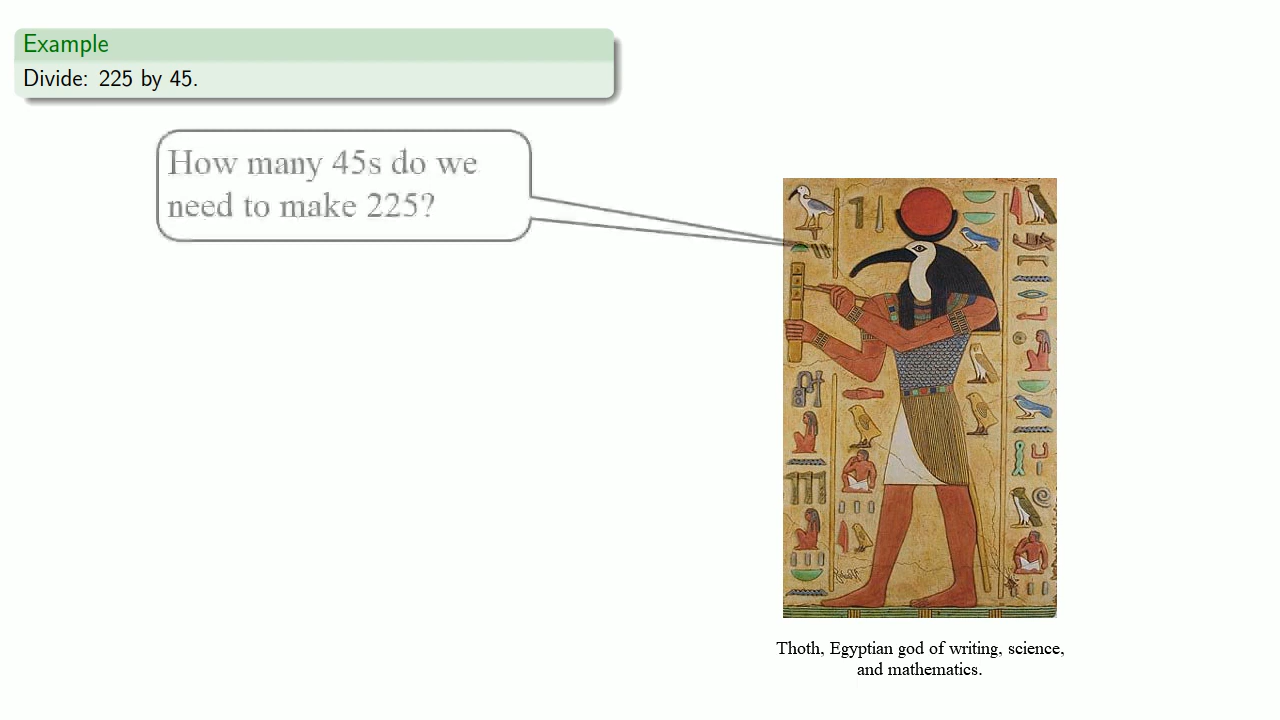 Example
Divide: 225 by 45.
How many 45s do we
need to make 225?
Thoth, Egyptian god of writing, science,
and mathematics.